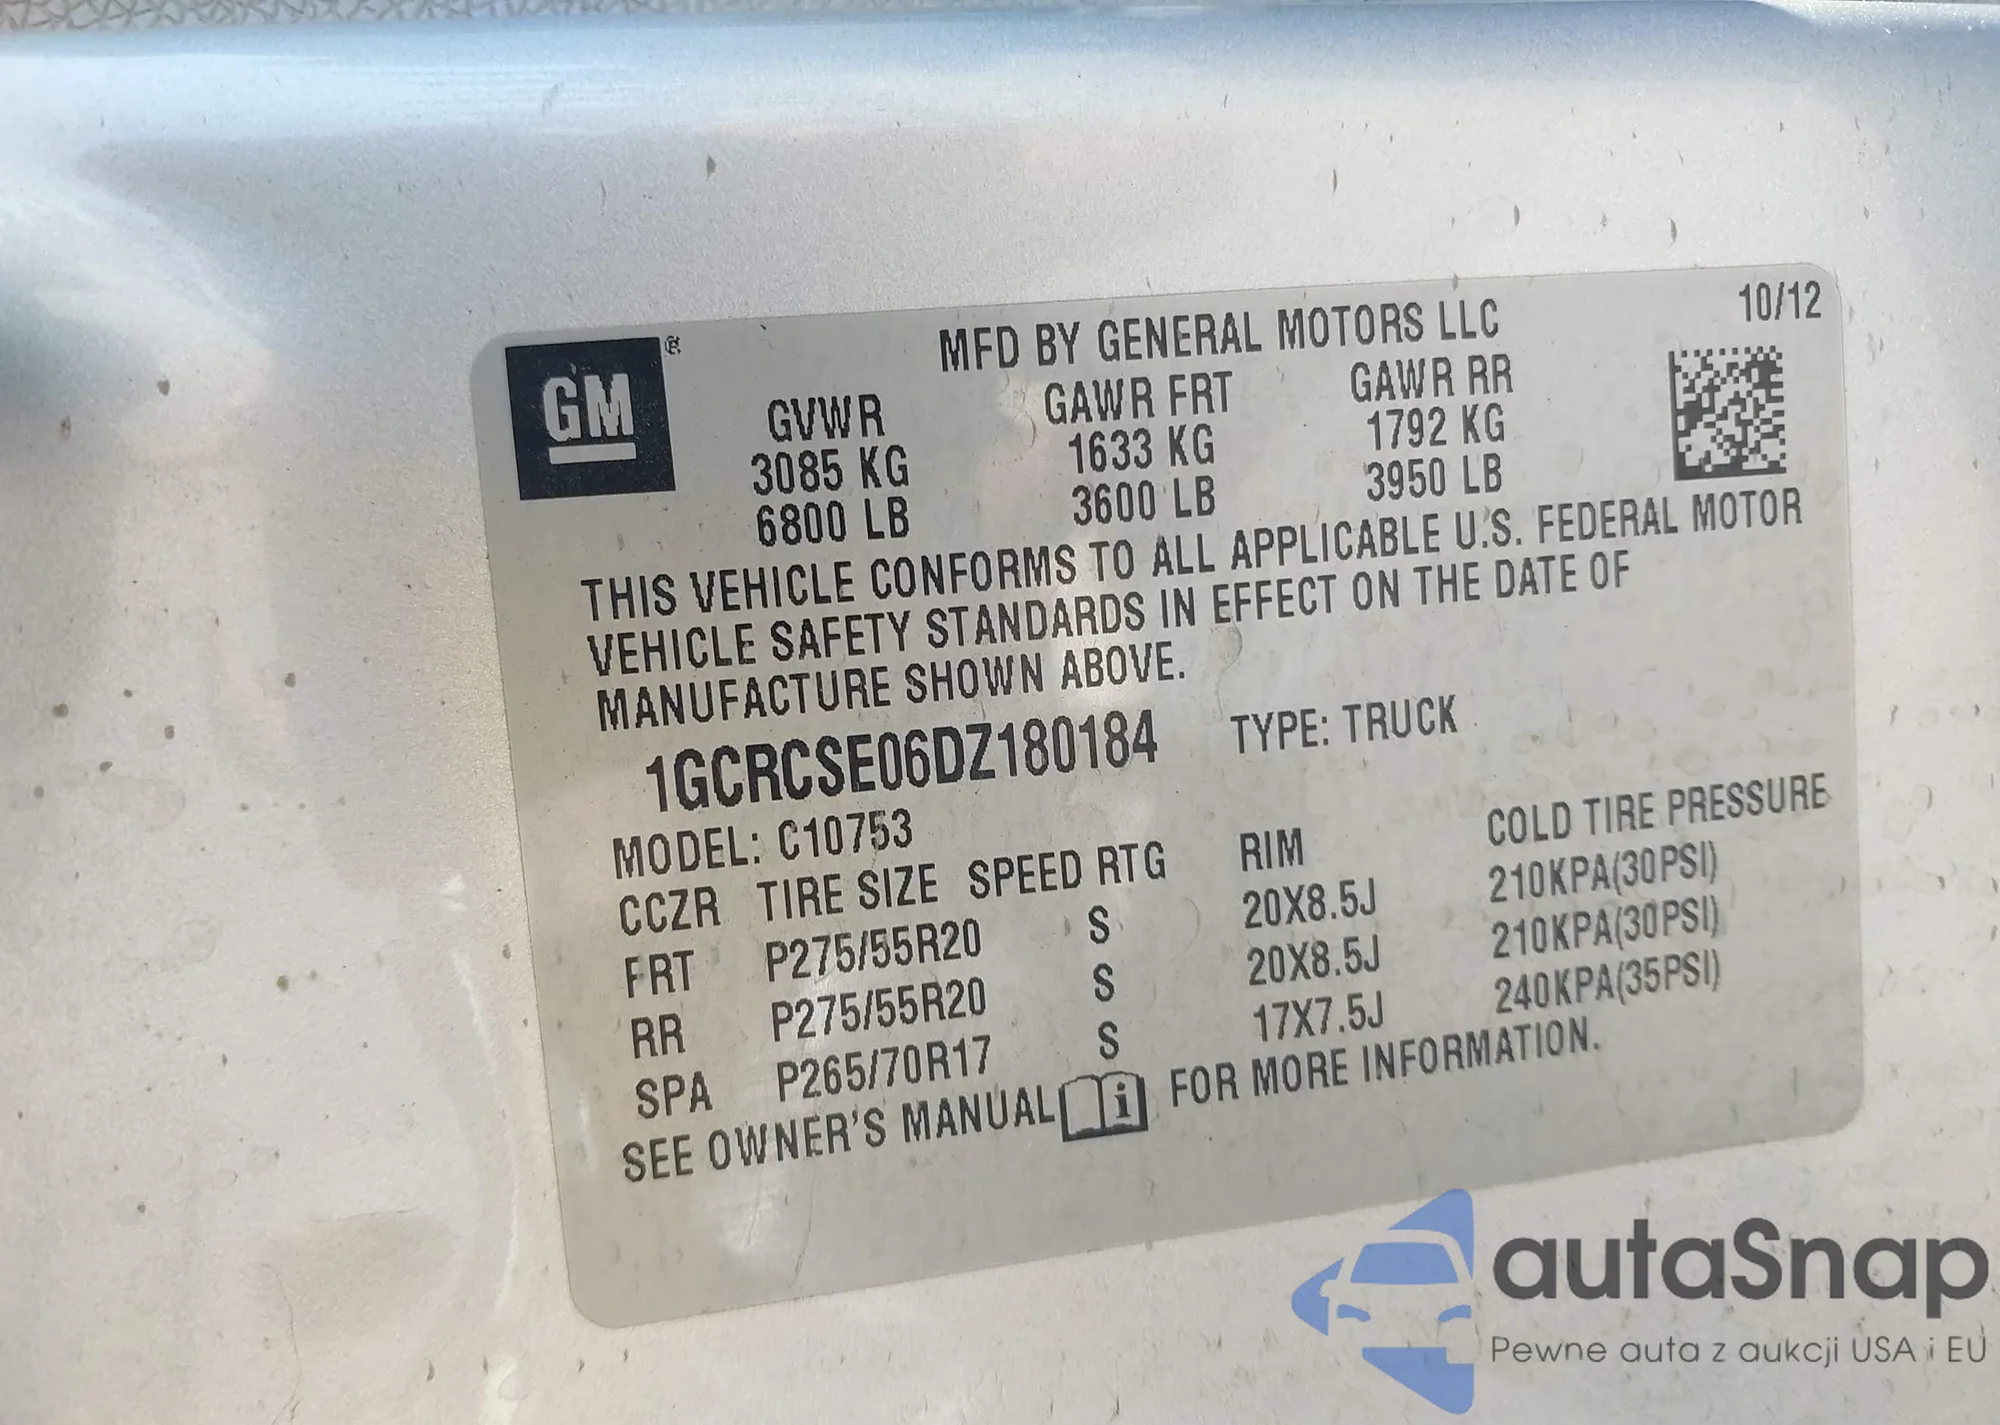 GM ®
MFD BY GENERAL MOTORS LLC 10/12
GVWR GAWR FRT GAWR RR
3085 KG 1633 KG 1792 KG
6800 LB 3600 LB 3950 LB
THIS VEHICLE CONFORMS TO ALL APPLICABLE U.S. FEDERAL MOTOR
VEHICLE SAFETY STANDARDS IN EFFECT ON THE DATE OF
MANUFACTURE SHOWN ABOVE.
1GCRCSE06DZ180184 TYPE: TRUCK
MODEL: C10753
CCZR TIRE SIZE SPEED RTG RIM COLD TIRE PRESSURE
FRT P275/55R20 S 20X8.5J 210KPA(30PSI)
RR P275/55R20 S 20X8.5J 210KPA(30PSI)
SPA P265/70R17 S 17X7.5J 240KPA(35PSI)
SEE OWNER'S MANUAL i FOR MORE INFORMATION.
autaSnap
Pewne auta z aukcji USA i EU